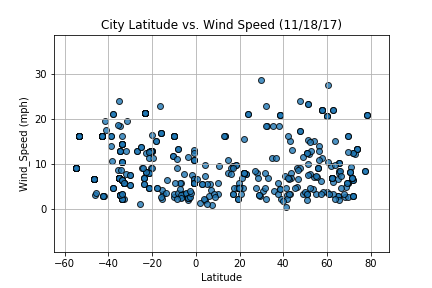 City Latitude vs. Wind Speed (11/18/17)
Wind Speed (mph)
30
20
10
0
−60 −40 −20 0 20 40 60 80
Latitude